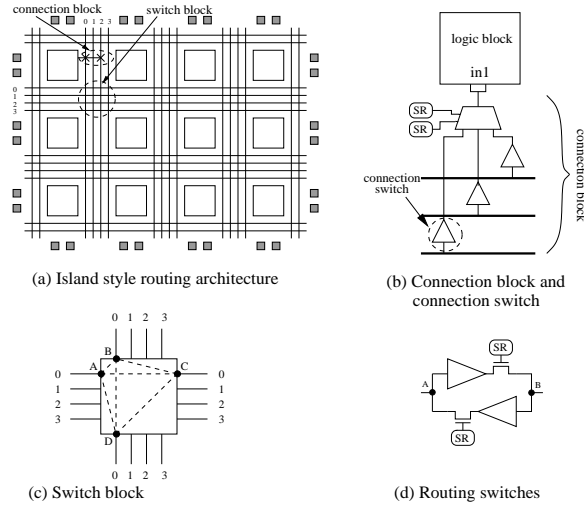 connection block
switch block
0 1 2 3
0
1
2
3
(a) Island style routing architecture
logic block
in1
SR
SR
connection switch
connection block
(b) Connection block and
connection switch
0 1 2 3
B
A
C
0
1
2
3
0
1
2
3
D
0 1 2 3
(c) Switch block
SR
A
B
SR
(d) Routing switches